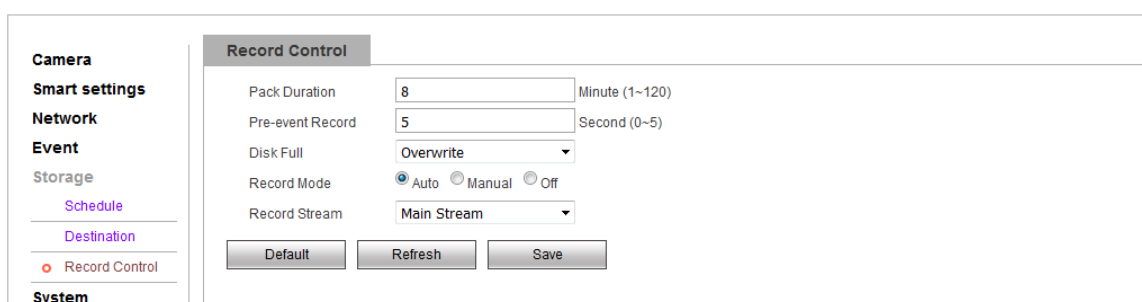 Record Control
Camera
Smart settings
Network
Event
Storage
Schedule
Destination
Record Control
System
Pack Duration 8 Minute (1~120)
Pre-event Record 5 Second (0~5)
Disk Full Overwrite
Record Mode Auto Manual Off
Record Stream Main Stream
Default Refresh Save